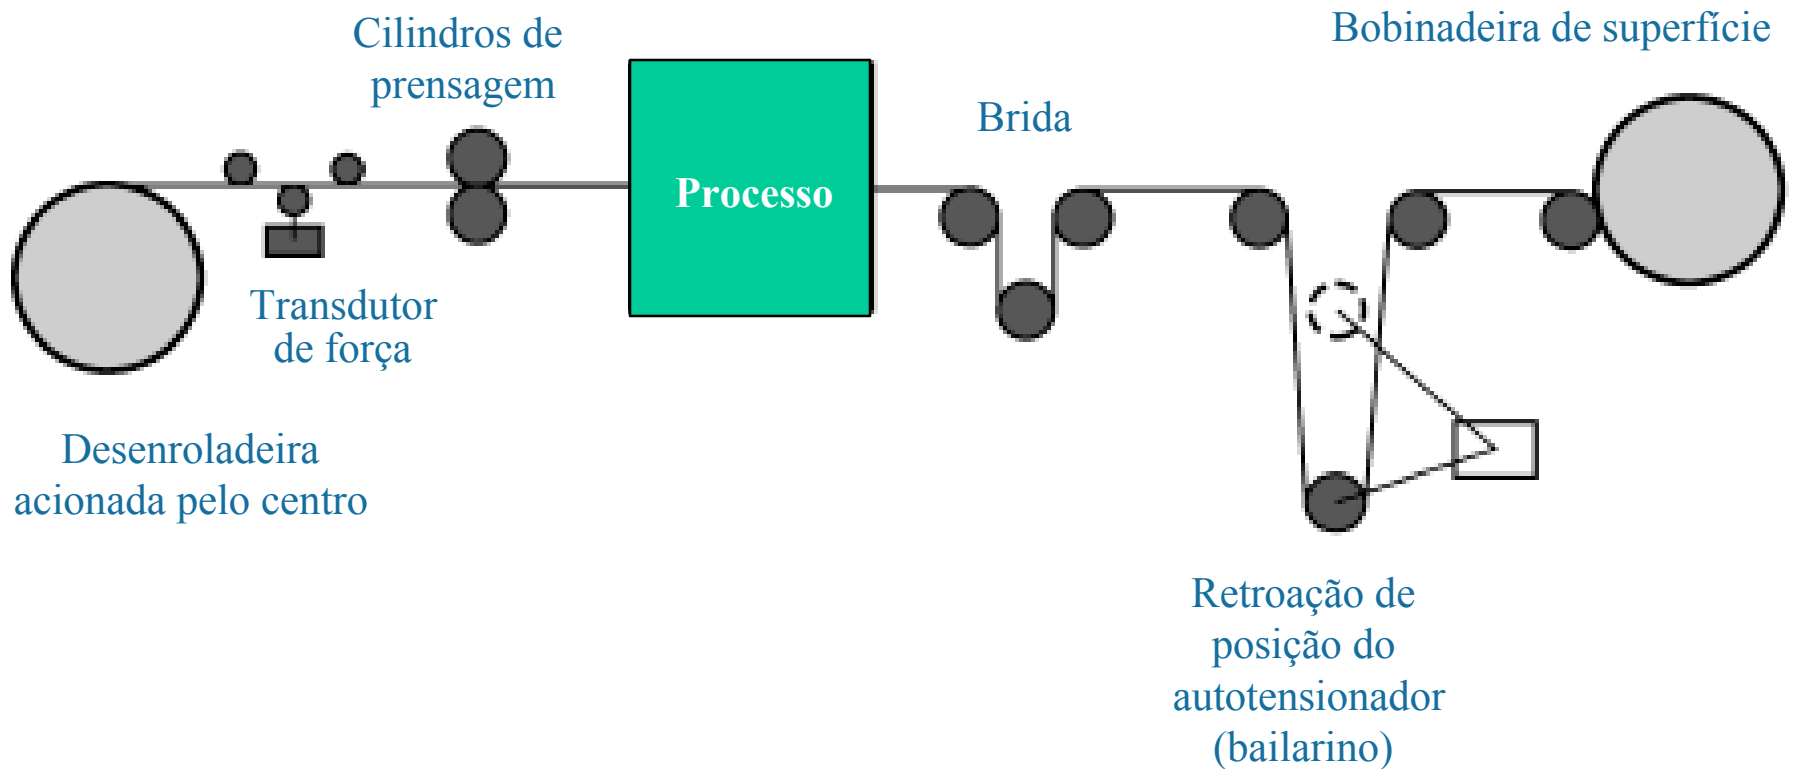 Cilindros de
prensagem
Bobinadeira de superfície
Brida
Processo
Transdutor
de força
Desenroladeira
acionada pelo centro
Retroação de
posição do
autotensionador
(bailarino)